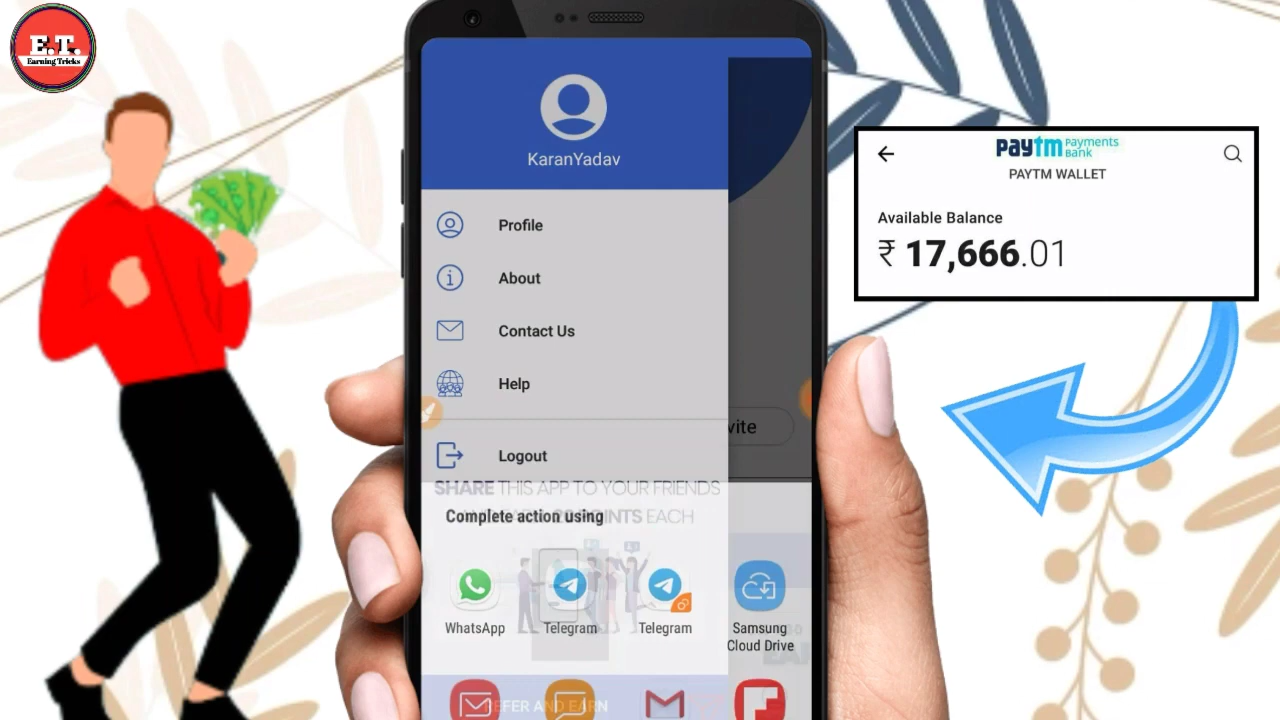 E.T.
Earning Tricks
KaranYadav
Profile
About
Contact Us
Help
vite
Logout
SHARE THIS APP TO YOUR FRIENDS
POINTS EACH
Complete action using
WhatsApp
Telegram
Telegram
Samsung
Cloud Drive
REFER AND EARN
paytm Payments
Bank
PAYTM WALLET
Available Balance
₹ 17,666.01